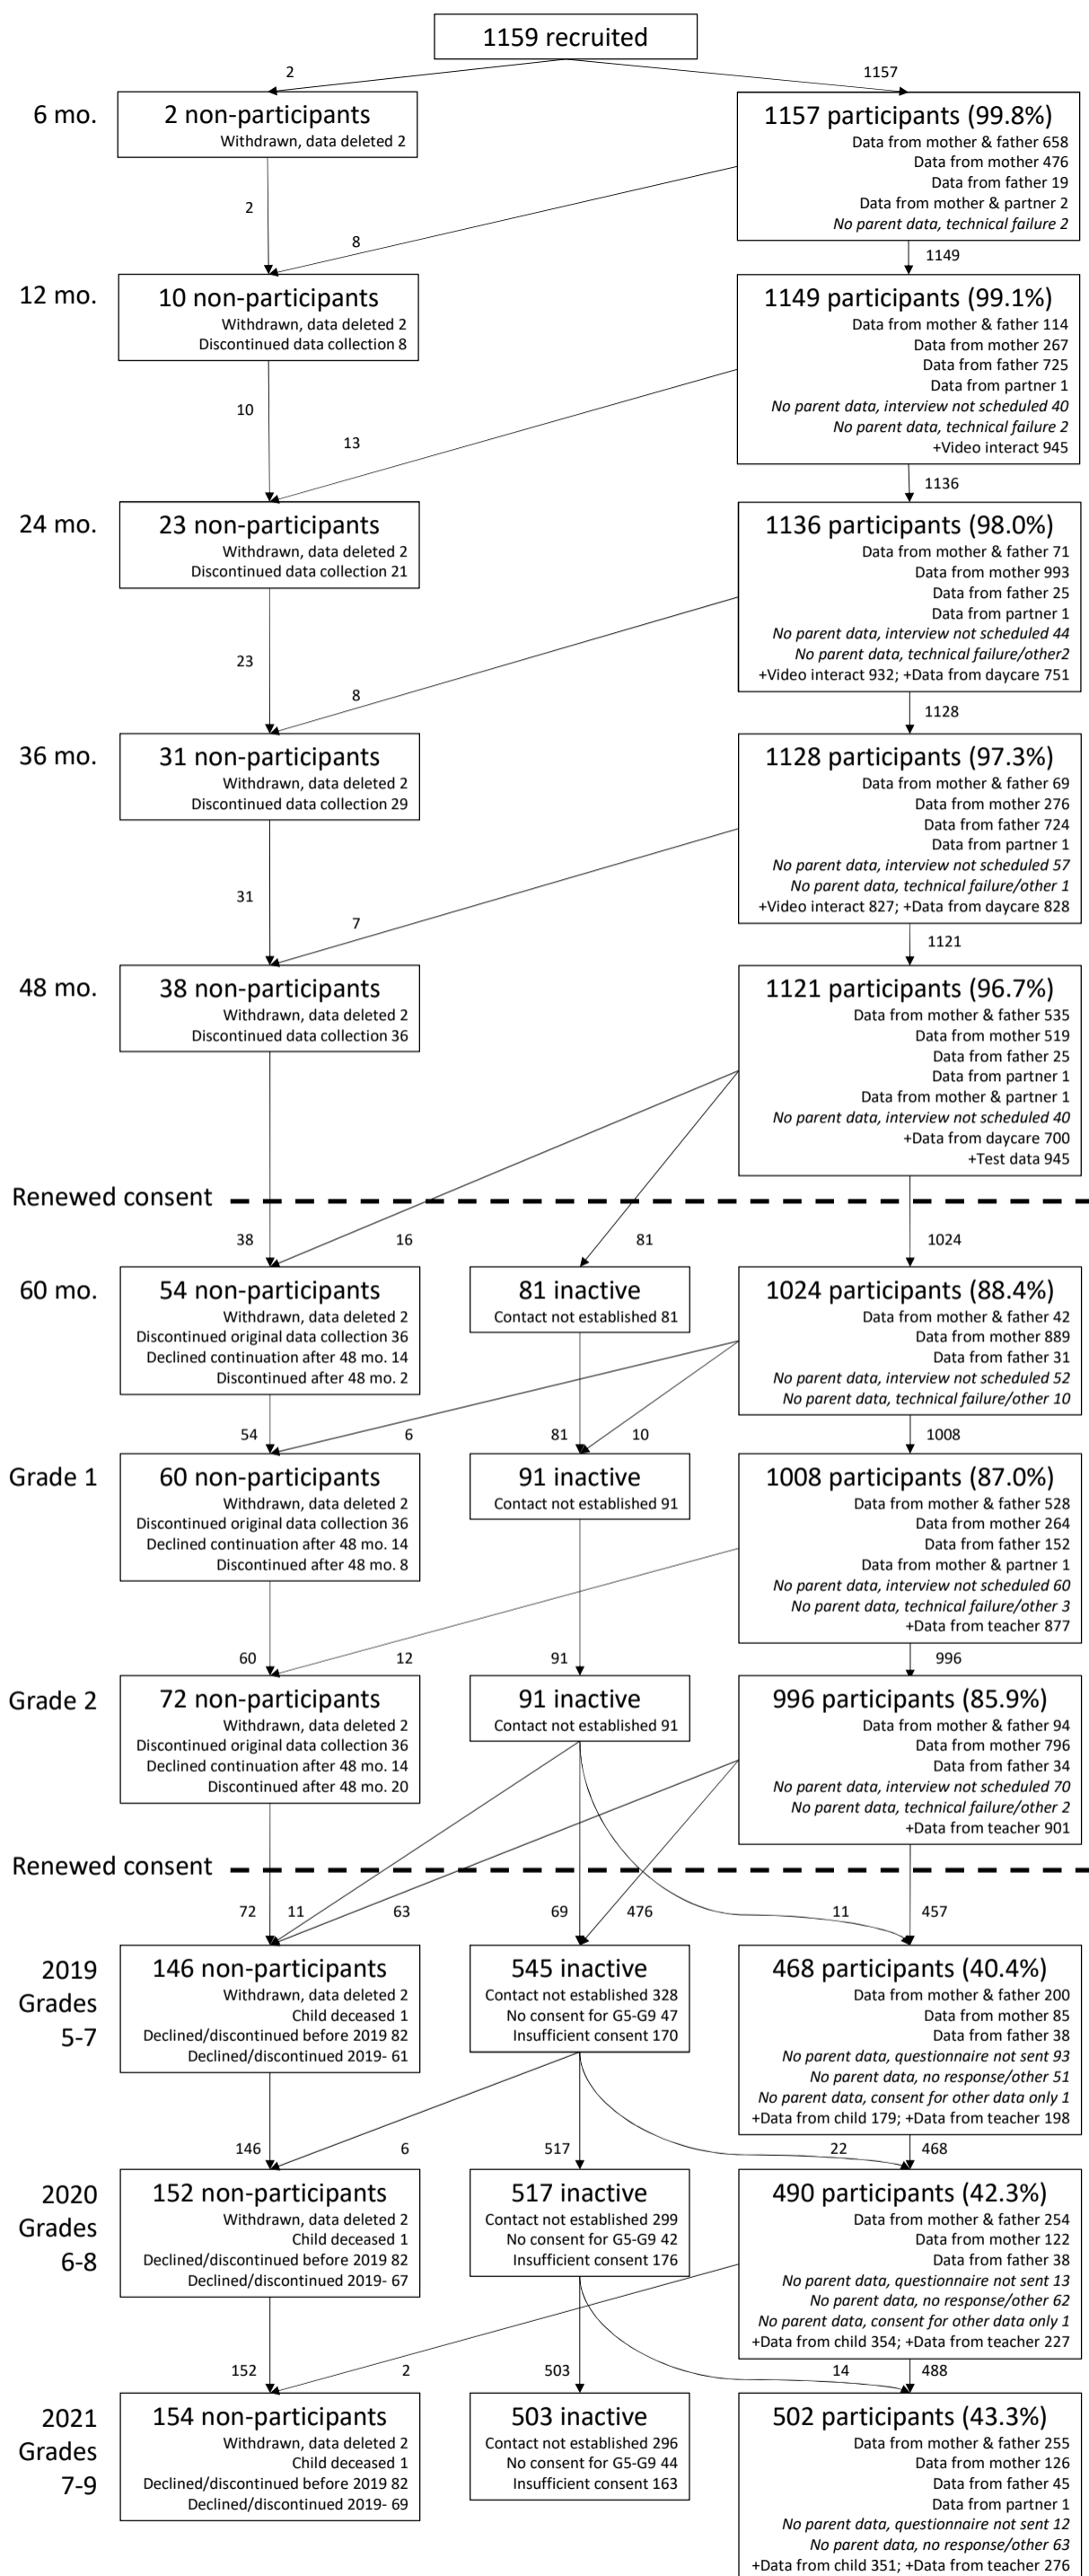 1159 recruited
2
1157
6 mo.
2 non-participants
Withdrawn, data deleted 2
1157 participants (99.8%)
Data from mother & father 658
Data from mother 476
Data from father 19
Data from mother & partner 2
No parent data, technical failure 2
2
8
1149
12 mo.
10 non-participants
Withdrawn, data deleted 2
Discontinued data collection 8
1149 participants (99.1%)
Data from mother & father 114
Data from mother 267
Data from father 725
Data from partner 1
No parent data, interview not scheduled 40
No parent data, technical failure 2
+Video interact 945
10
13
1136
24 mo.
23 non-participants
Withdrawn, data deleted 2
Discontinued data collection 21
1136 participants (98.0%)
Data from mother & father 71
Data from mother 993
Data from father 25
Data from partner 1
No parent data, interview not scheduled 44
No parent data, technical failure/other2
+Video interact 932; +Data from daycare 751
23
8
1128
36 mo.
31 non-participants
Withdrawn, data deleted 2
Discontinued data collection 29
1128 participants (97.3%)
Data from mother & father 69
Data from mother 276
Data from father 724
Data from partner 1
No parent data, interview not scheduled 57
No parent data, technical failure/other 1
+Video interact 827; +Data from daycare 828
31
7
1121
48 mo.
38 non-participants
Withdrawn, data deleted 2
Discontinued data collection 36
1121 participants (96.7%)
Data from mother & father 535
Data from mother 519
Data from father 25
Data from partner 1
Data from mother & partner 1
No parent data, interview not scheduled 40
+Data from daycare 700
+Test data 945
Renewed consent
38
16
81
1024
60 mo.
54 non-participants
Withdrawn, data deleted 2
Discontinued original data collection 36
Declined continuation after 48 mo. 14
Discontinued after 48 mo. 2
81 inactive
Contact not established 81
1024 participants (88.4%)
Data from mother & father 42
Data from mother 889
Data from father 31
No parent data, interview not scheduled 52
No parent data, technical failure/other 10
54
6
81
10
1008
Grade 1
60 non-participants
Withdrawn, data deleted 2
Discontinued original data collection 36
Declined continuation after 48 mo. 14
Discontinued after 48 mo. 8
91 inactive
Contact not established 91
1008 participants (87.0%)
Data from mother & father 528
Data from mother 264
Data from father 152
Data from mother & partner 1
No parent data, interview not scheduled 60
No parent data, technical failure/other 3
+Data from teacher 877
60
12
91
996
Grade 2
72 non-participants
Withdrawn, data deleted 2
Discontinued original data collection 36
Declined continuation after 48 mo. 14
Discontinued after 48 mo. 20
91 inactive
Contact not established 91
996 participants (85.9%)
Data from mother & father 94
Data from mother 796
Data from father 34
No parent data, interview not scheduled 70
No parent data, technical failure/other 2
+Data from teacher 901
Renewed consent
72
11
63
69
476
11
457
2019
Grades
5-7
146 non-participants
Withdrawn, data deleted 2
Child deceased 1
Declined/discontinued before 2019 82
Declined/discontinued 2019- 61
545 inactive
Contact not established 328
No consent for G5-G9 47
Insufficient consent 170
468 participants (40.4%)
Data from mother & father 200
Data from mother 85
Data from father 38
No parent data, questionnaire not sent 93
No parent data, no response/other 51
No parent data, consent for other data only 1
+Data from child 179; +Data from teacher 198
146
6
517
22
468
2020
Grades
6-8
152 non-participants
Withdrawn, data deleted 2
Child deceased 1
Declined/discontinued before 2019 82
Declined/discontinued 2019- 67
517 inactive
Contact not established 299
No consent for G5-G9 42
Insufficient consent 176
490 participants (42.3%)
Data from mother & father 254
Data from mother 122
Data from father 38
No parent data, questionnaire not sent 13
No parent data, no response/other 62
No parent data, consent for other data only 1
+Data from child 354; +Data from teacher 227
152
2
503
14
488
2021
Grades
7-9
154 non-participants
Withdrawn, data deleted 2
Child deceased 1
Declined/discontinued before 2019 82
Declined/discontinued 2019- 69
503 inactive
Contact not established 296
No consent for G5-G9 44
Insufficient consent 163
502 participants (43.3%)
Data from mother & father 255
Data from mother 126
Data from father 45
Data from partner 1
No parent data, questionnaire not sent 12
No parent data, no response/other 63
+Data from child 351; +Data from teacher 276